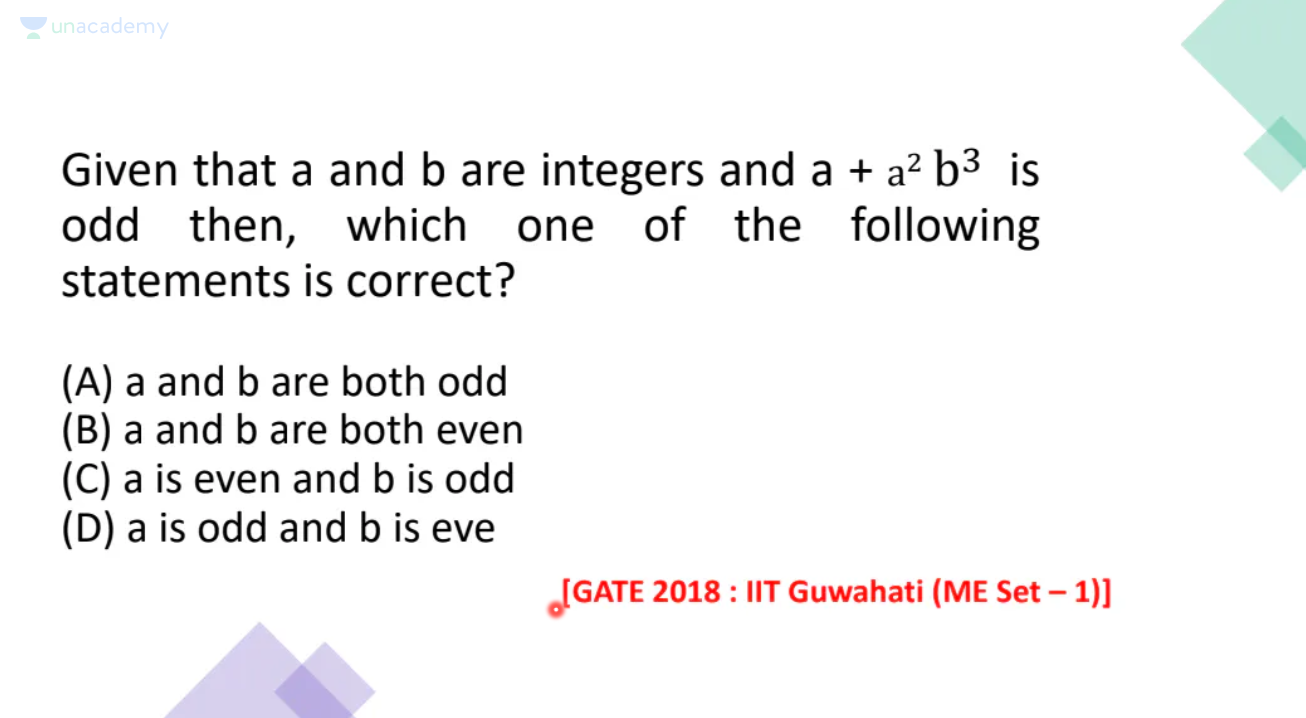 unacademy
Given that a and b are integers and a + a² b³ is
odd then, which one of the following
statements is correct?
(A) a and b are both odd
(B) a and b are both even
(C) a is even and b is odd
(D) a is odd and b is eve
[GATE 2018 : IIT Guwahati (ME Set – 1)]